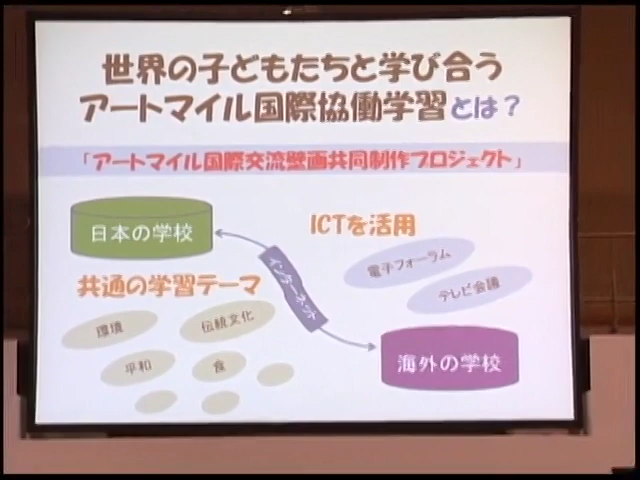 世界の子どもたちと学び合う
アートマイル国際協働学習とは?
「アートマイル国際交流壁画共同制作プロジェクト」
日本の学校
ICTを活用
電子フォーラム
テレビ会議
インターネット
共通の学習テーマ
環境
伝統文化
平和
食
海外の学校